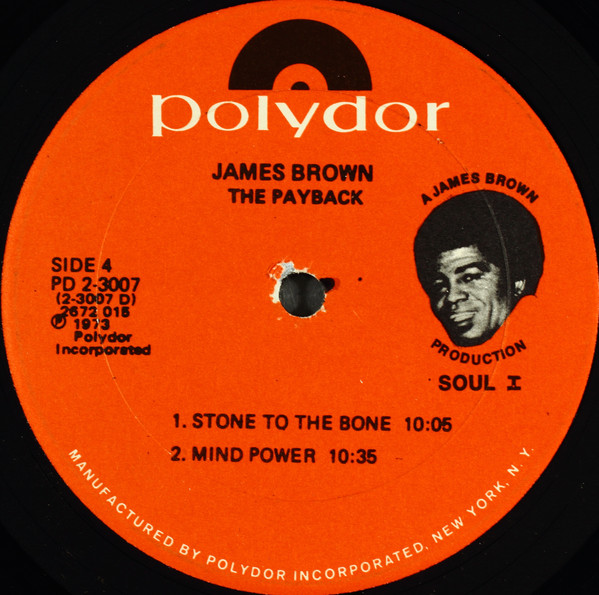 polydor
JAMES BROWN
THE PAYBACK
A JAMES BROWN
PRODUCTION
SOUL I
SIDE 4
PD 2-3007
(2-3007 D)
2672 015
℗ 1973
Polydor
Incorporated
1. STONE TO THE BONE 10:05
2. MIND POWER 10:35
MANUFACTURED BY POLYDOR INCORPORATED, NEW YORK, N. Y.